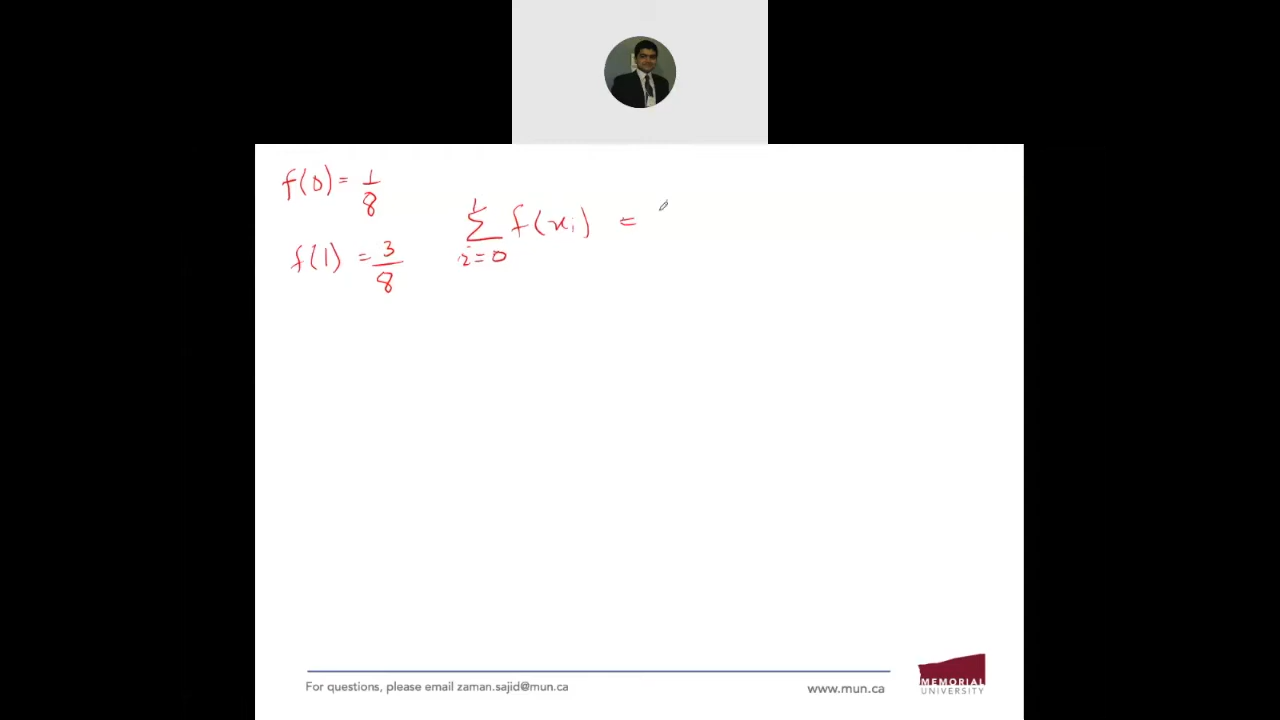 f(0) = 1/8
f(1) = 3/8
1
∑ f(xi) =
i=0
For questions, please email zaman.sajid@mun.ca
www.mun.ca
MEMORIAL
UNIVERSITY